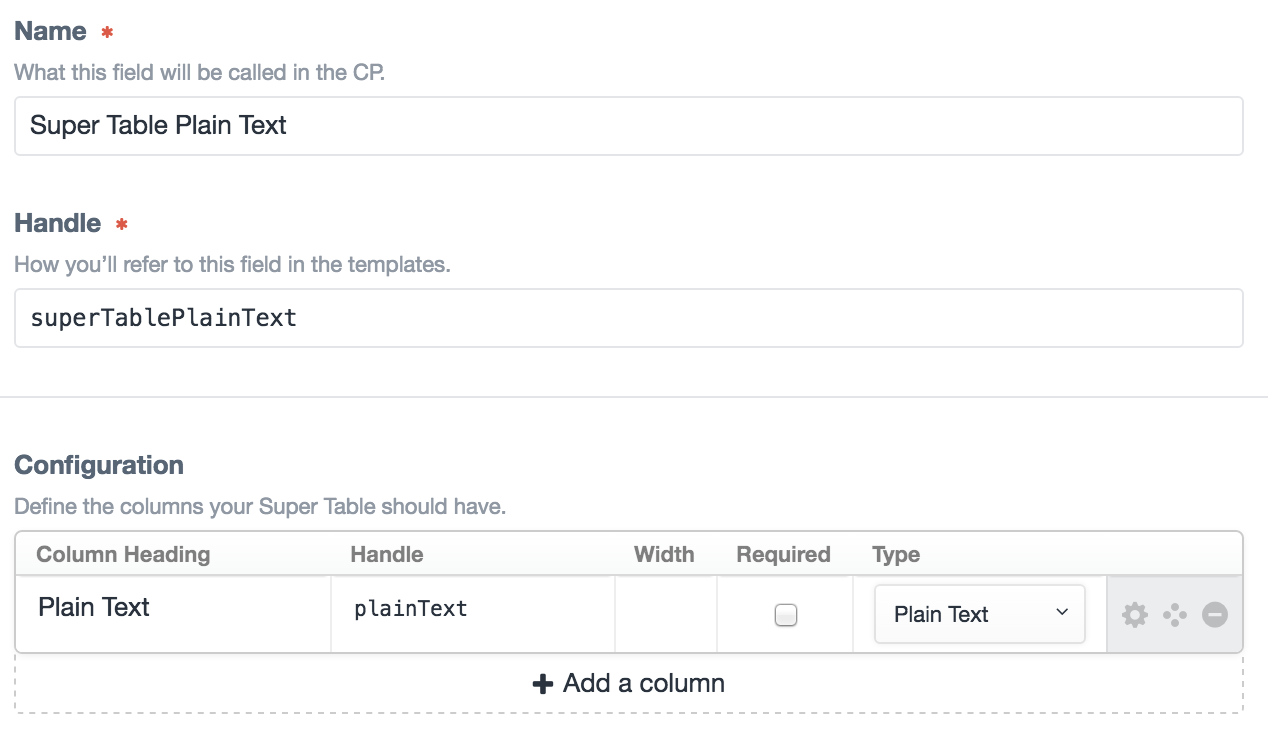 Name *
What this field will be called in the CP.
Super Table Plain Text
Handle *
How you’ll refer to this field in the templates.
superTablePlainText
Configuration
Define the columns your Super Table should have.
Column Heading Handle Width Required Type
Plain Text plainText Plain Text
Add a column